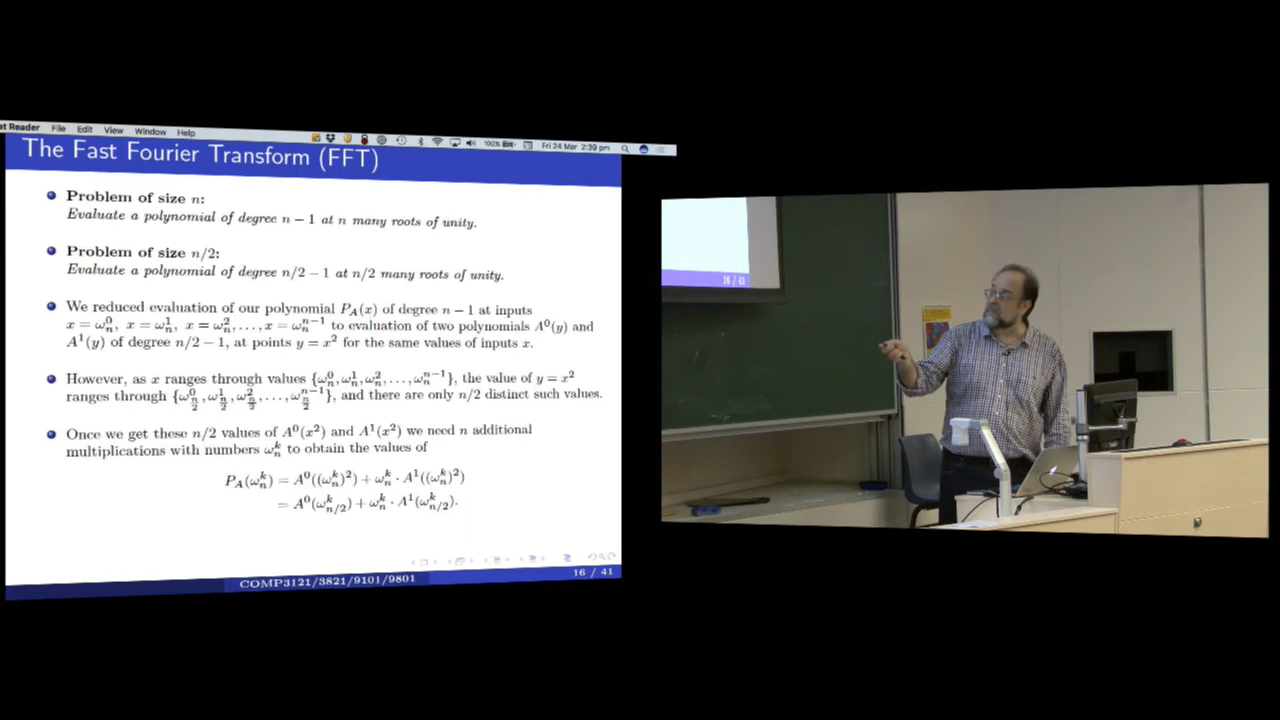 at Reader File Edit View Window Help 100% Fri 24 Mar 2:39 pm
The Fast Fourier Transform (FFT)
Problem of size n:
Evaluate a polynomial of degree n − 1 at n many roots of unity.
Problem of size n/2:
Evaluate a polynomial of degree n/2 − 1 at n/2 many roots of unity.
We reduced evaluation of our polynomial P_A(x) of degree n − 1 at inputs
x = ω_n^0, x = ω_n^1, x = ω_n^2, . . . , x = ω_n^{n−1} to evaluation of two polynomials A^0(y) and
A^1(y) of degree n/2 − 1, at points y = x^2 for the same values of inputs x.
However, as x ranges through values {ω_n^0, ω_n^1, ω_n^2, . . . , ω_n^{n−1}}, the value of y = x^2
ranges through {ω_{n/2}^0, ω_{n/2}^1, ω_{n/2}^2, . . . , ω_{n/2}^{n−1}}, and there are only n/2 distinct such values.
Once we get these n/2 values of A^0(x^2) and A^1(x^2) we need n additional
multiplications with numbers ω_n^k to obtain the values of
P_A(ω_n^k) = A^0((ω_n^k)^2) + ω_n^k · A^1((ω_n^k)^2)
= A^0(ω_{n/2}^k) + ω_n^k · A^1(ω_{n/2}^k).
COMP3121/3821/9101/9801 16 / 41
16 / 41